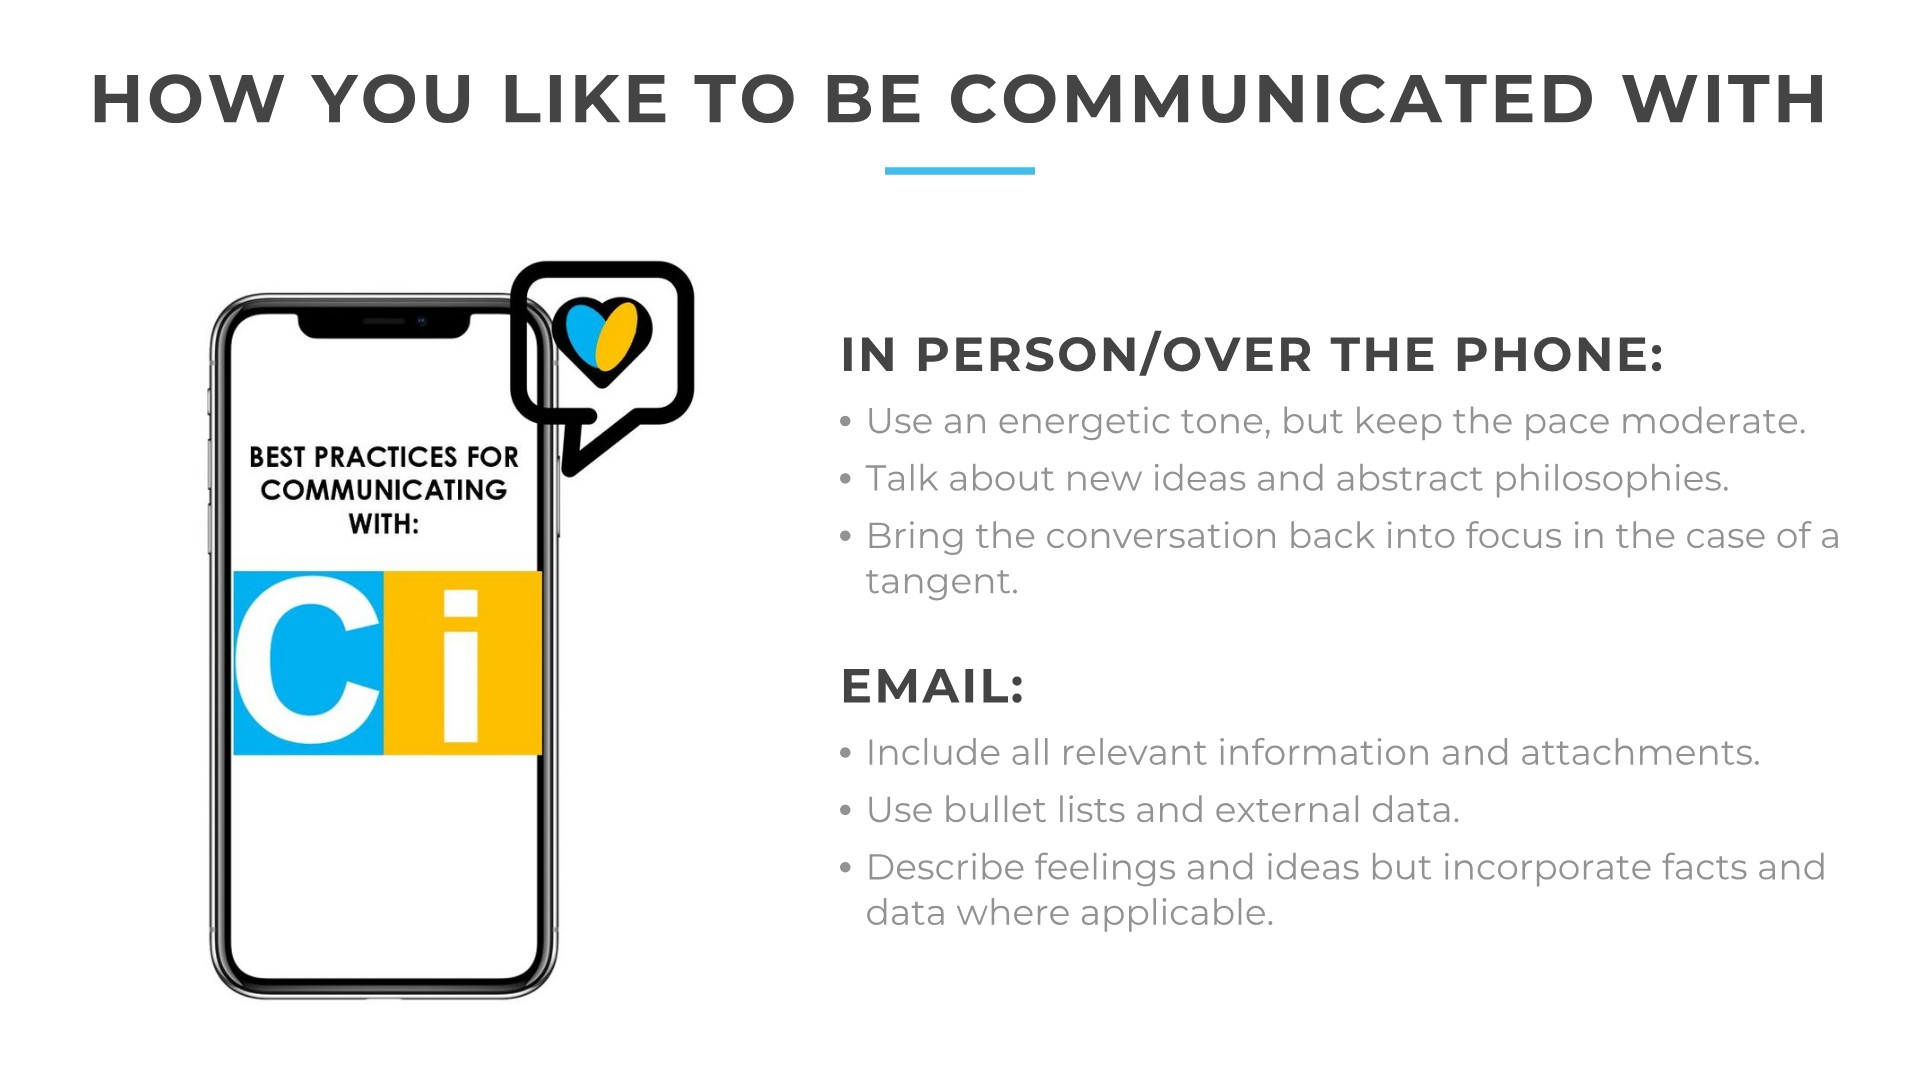 HOW YOU LIKE TO BE COMMUNICATED WITH
BEST PRACTICES FOR
COMMUNICATING
WITH:
Ci
IN PERSON/OVER THE PHONE:
• Use an energetic tone, but keep the pace moderate.
• Talk about new ideas and abstract philosophies.
• Bring the conversation back into focus in the case of a
tangent.
EMAIL:
• Include all relevant information and attachments.
• Use bullet lists and external data.
• Describe feelings and ideas but incorporate facts and
data where applicable.